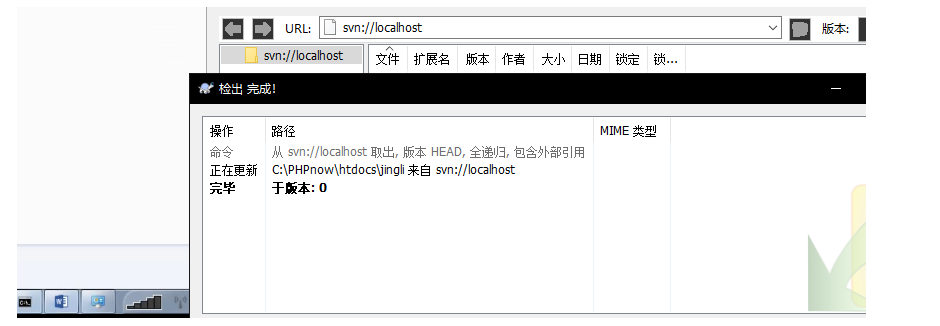 URL: svn://localhost 版本:
svn://localhost 文件 扩展名 版本 作者 大小 日期 锁定 锁...
检出 完成!
操作 路径 MIME 类型
命令 从 svn://localhost 取出, 版本 HEAD, 全递归, 包含外部引用
正在更新 C:\PHPnow\htdocs\jingli 来自 svn://localhost
完毕 于版本: 0